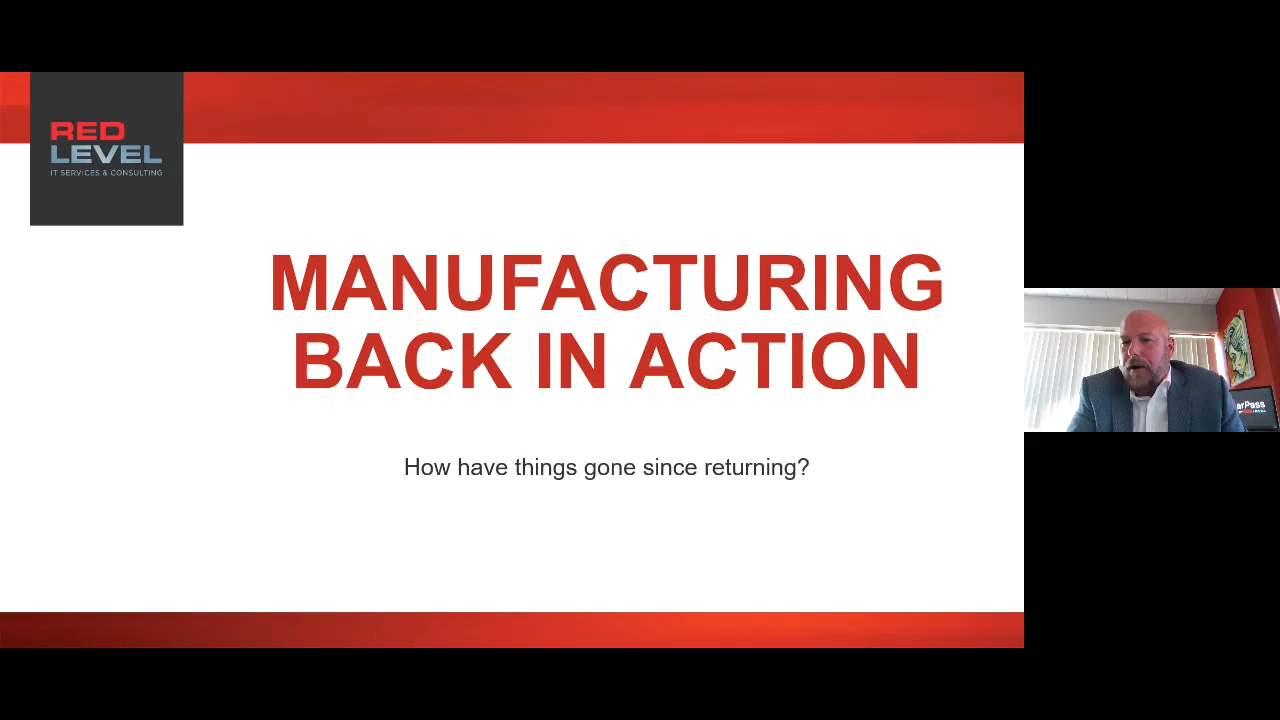 RED
LEVEL
IT SERVICES & CONSULTING
MANUFACTURING
BACK IN ACTION
How have things gone since returning?